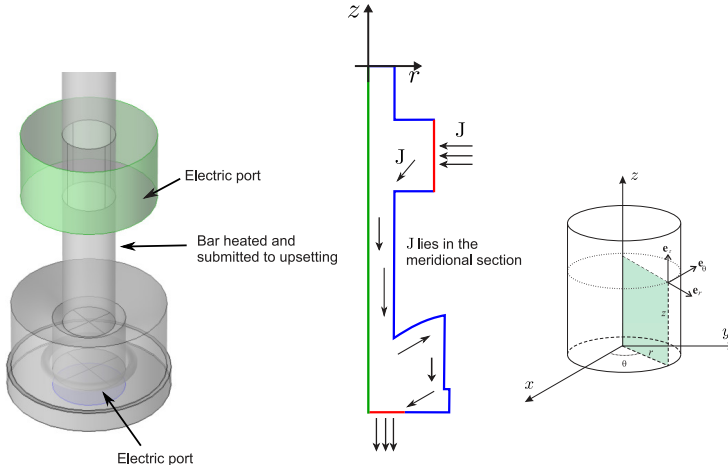 Electric port
Bar heated and
submitted to upsetting
Electric port
z
r
J
J
J lies in the
meridional section
z
e_z
e_θ
e_r
z
y
r
θ
x